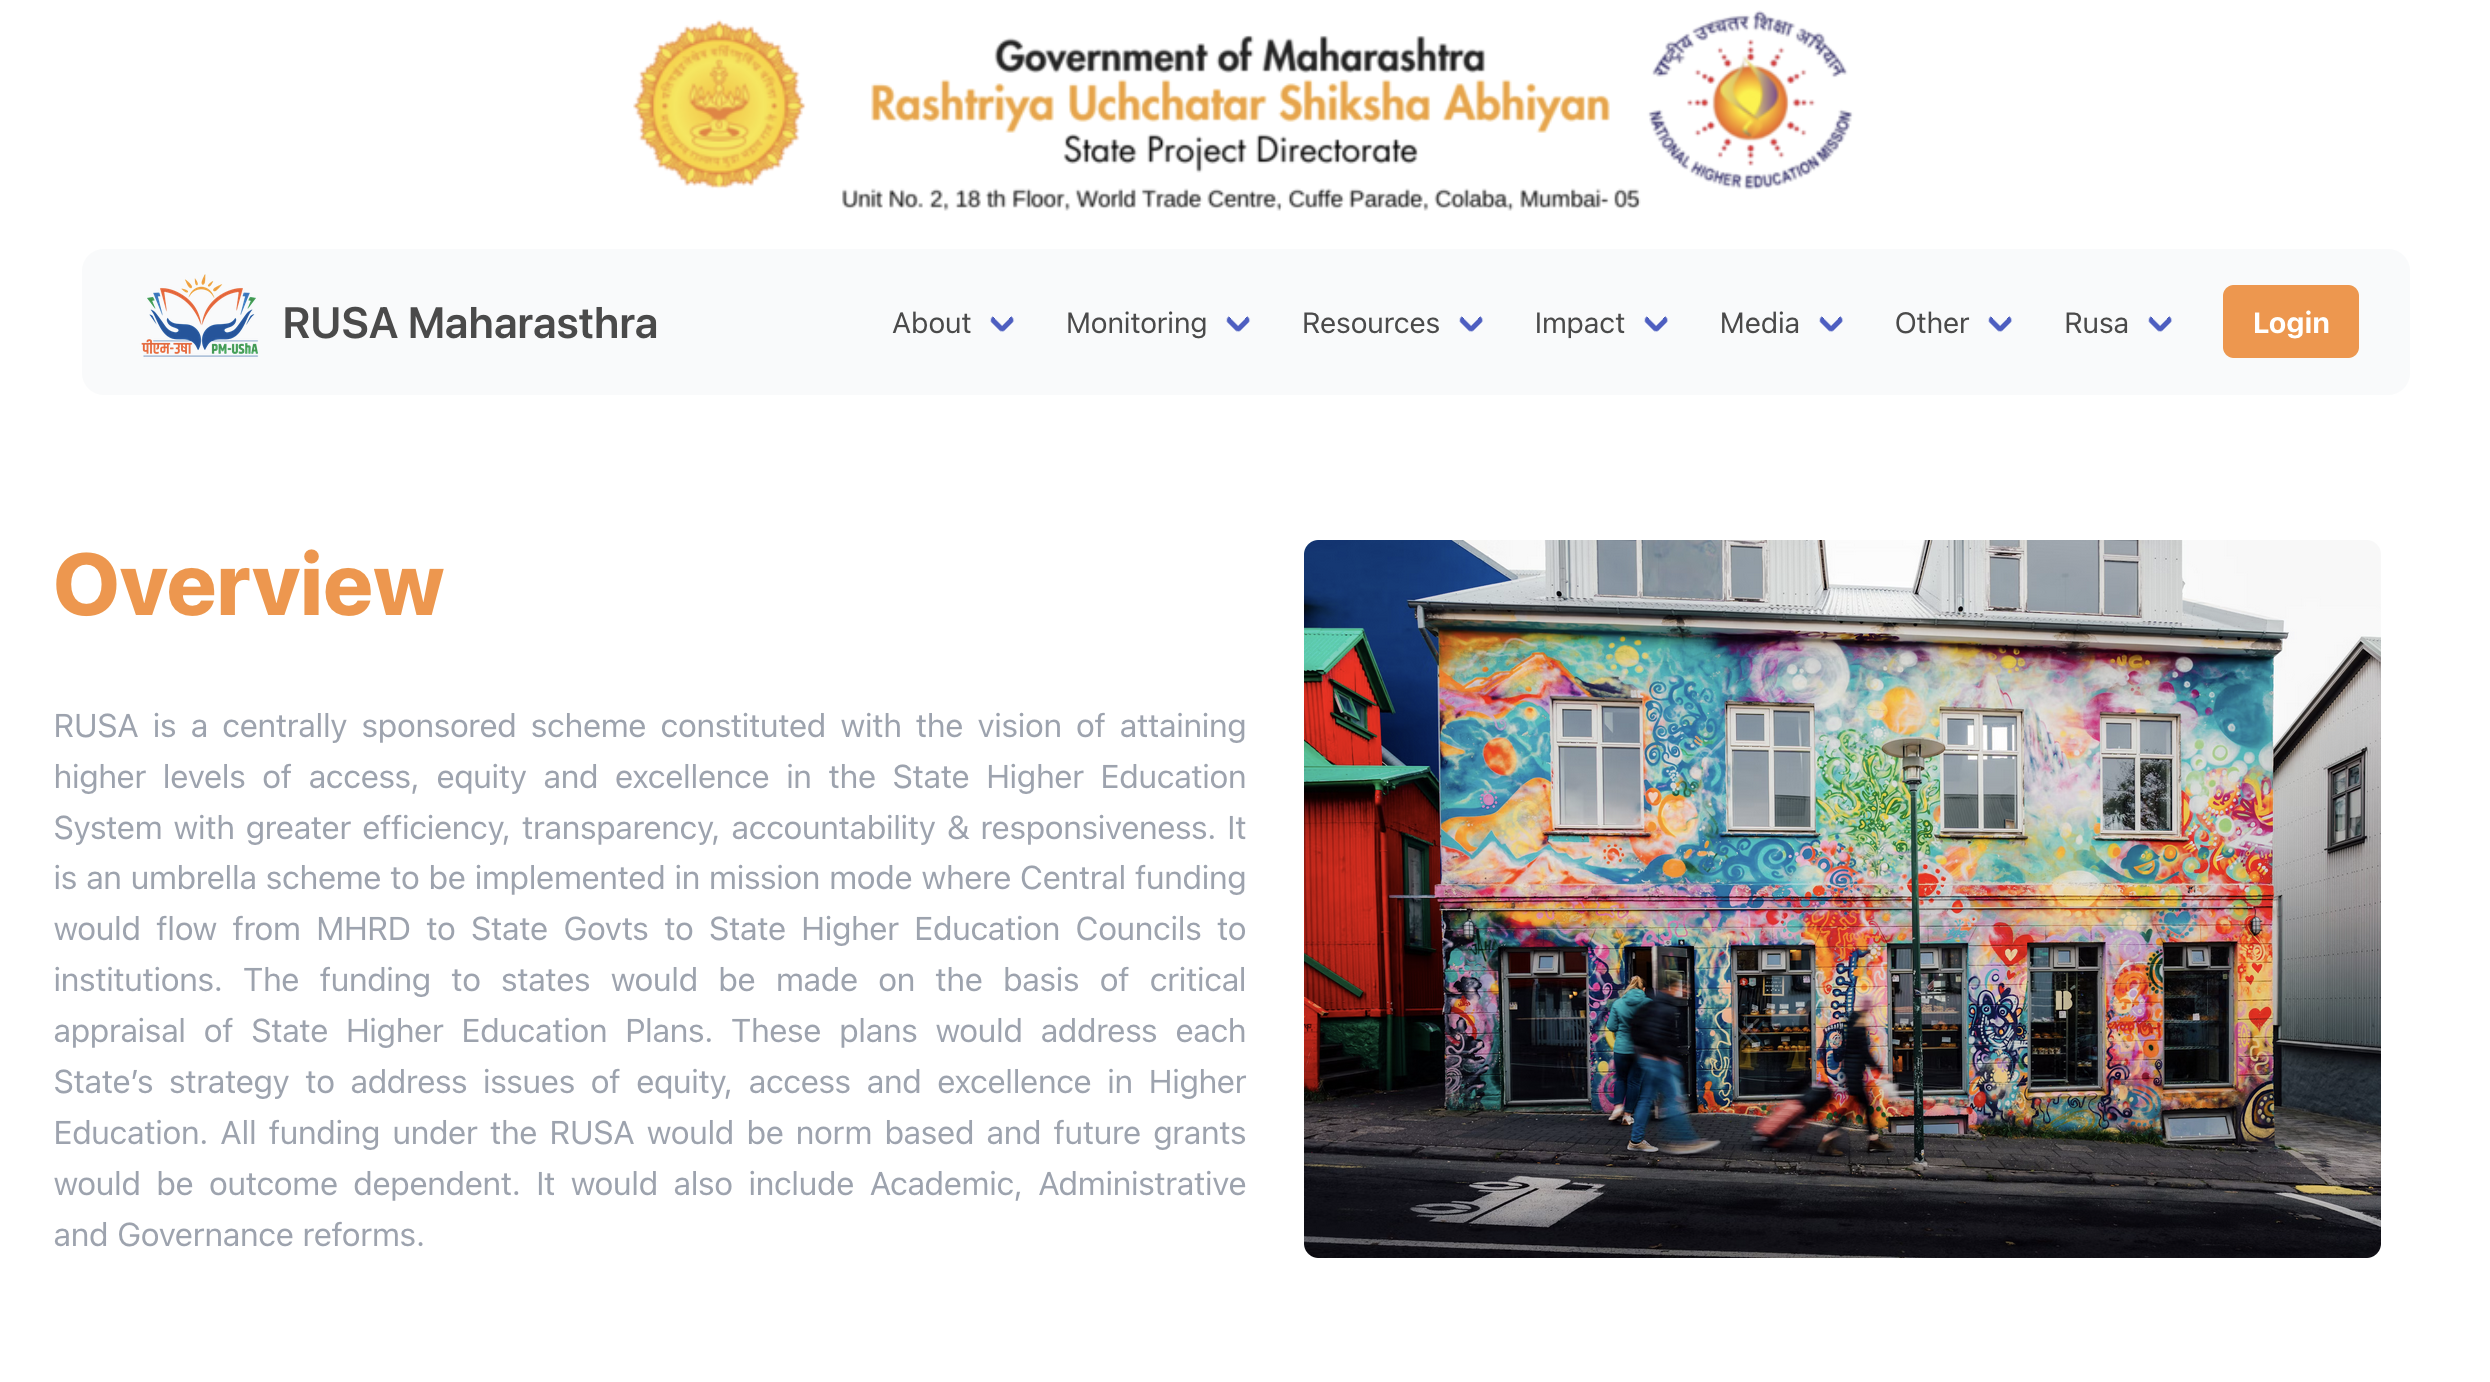 Government of Maharashtra
Rashtriya Uchchatar Shiksha Abhiyan
State Project Directorate
Unit No. 2, 18 th Floor, World Trade Centre, Cuffe Parade, Colaba, Mumbai- 05
राष्ट्रीय उच्चतर शिक्षा अभियान
NATIONAL HIGHER EDUCATION MISSION
पीएम-उषा PM-UShA
RUSA Maharasthra
About Monitoring Resources Impact Media Other Rusa Login
Overview
RUSA is a centrally sponsored scheme constituted with the vision of attaining
higher levels of access, equity and excellence in the State Higher Education
System with greater efficiency, transparency, accountability & responsiveness. It
is an umbrella scheme to be implemented in mission mode where Central funding
would flow from MHRD to State Govts to State Higher Education Councils to
institutions. The funding to states would be made on the basis of critical
appraisal of State Higher Education Plans. These plans would address each
State’s strategy to address issues of equity, access and excellence in Higher
Education. All funding under the RUSA would be norm based and future grants
would be outcome dependent. It would also include Academic, Administrative
and Governance reforms.